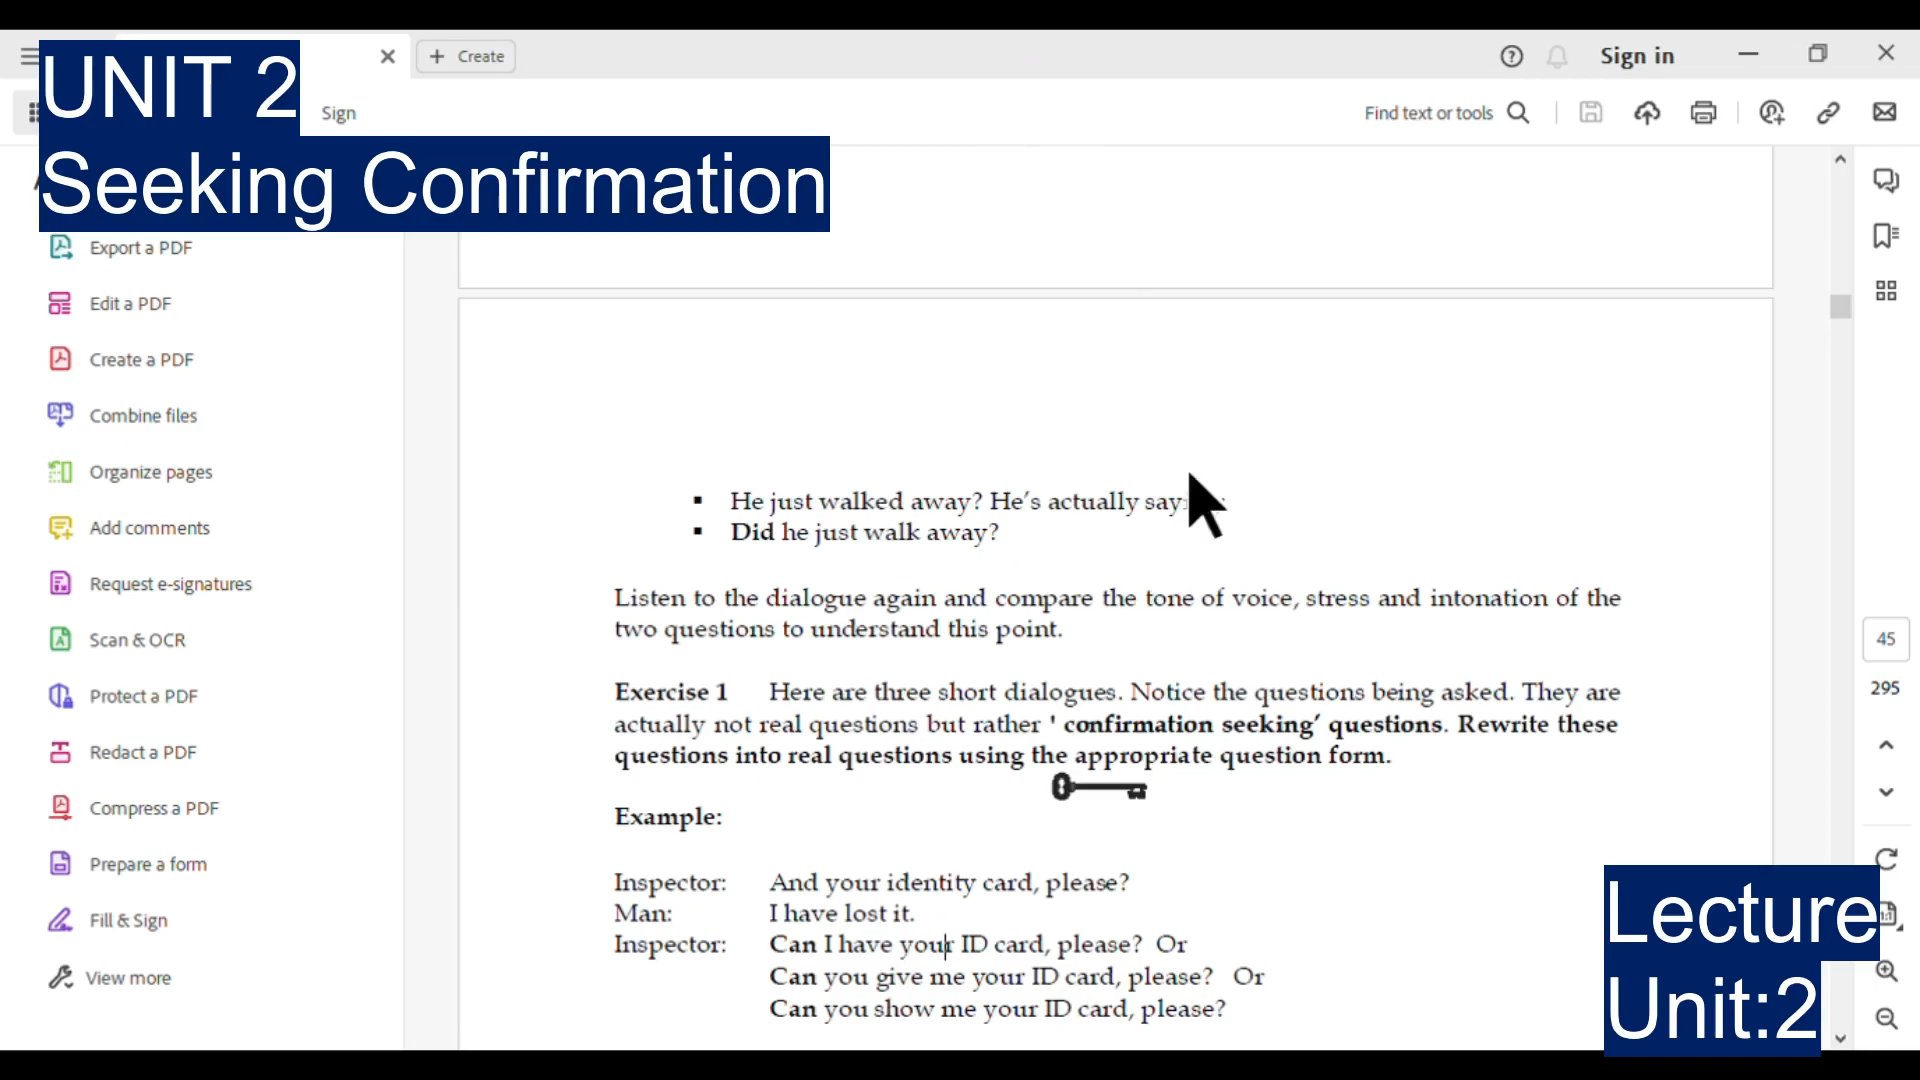 UNIT 2
Seeking Confirmation
Create
Sign in
Sign
Find text or tools
Export a PDF
Edit a PDF
Create a PDF
Combine files
Organize pages
Add comments
Request e-signatures
Scan & OCR
Protect a PDF
Redact a PDF
Compress a PDF
Prepare a form
Fill & Sign
View more
▪ He just walked away? He's actually
▪ Did he just walk away?
Listen to the dialogue again and compare the tone of voice, stress and intonation of the
two questions to understand this point.
Exercise 1 Here are three short dialogues. Notice the questions being asked. They are
actually not real questions but rather ' confirmation seeking' questions. Rewrite these
questions into real questions using the appropriate question form.
Example:
Inspector: And your identity card, please?
Man: I have lost it.
Inspector: Can I have your ID card, please? Or
Can you give me your ID card, please? Or
Can you show me your ID card, please?
45
295
Lecture
Unit:2